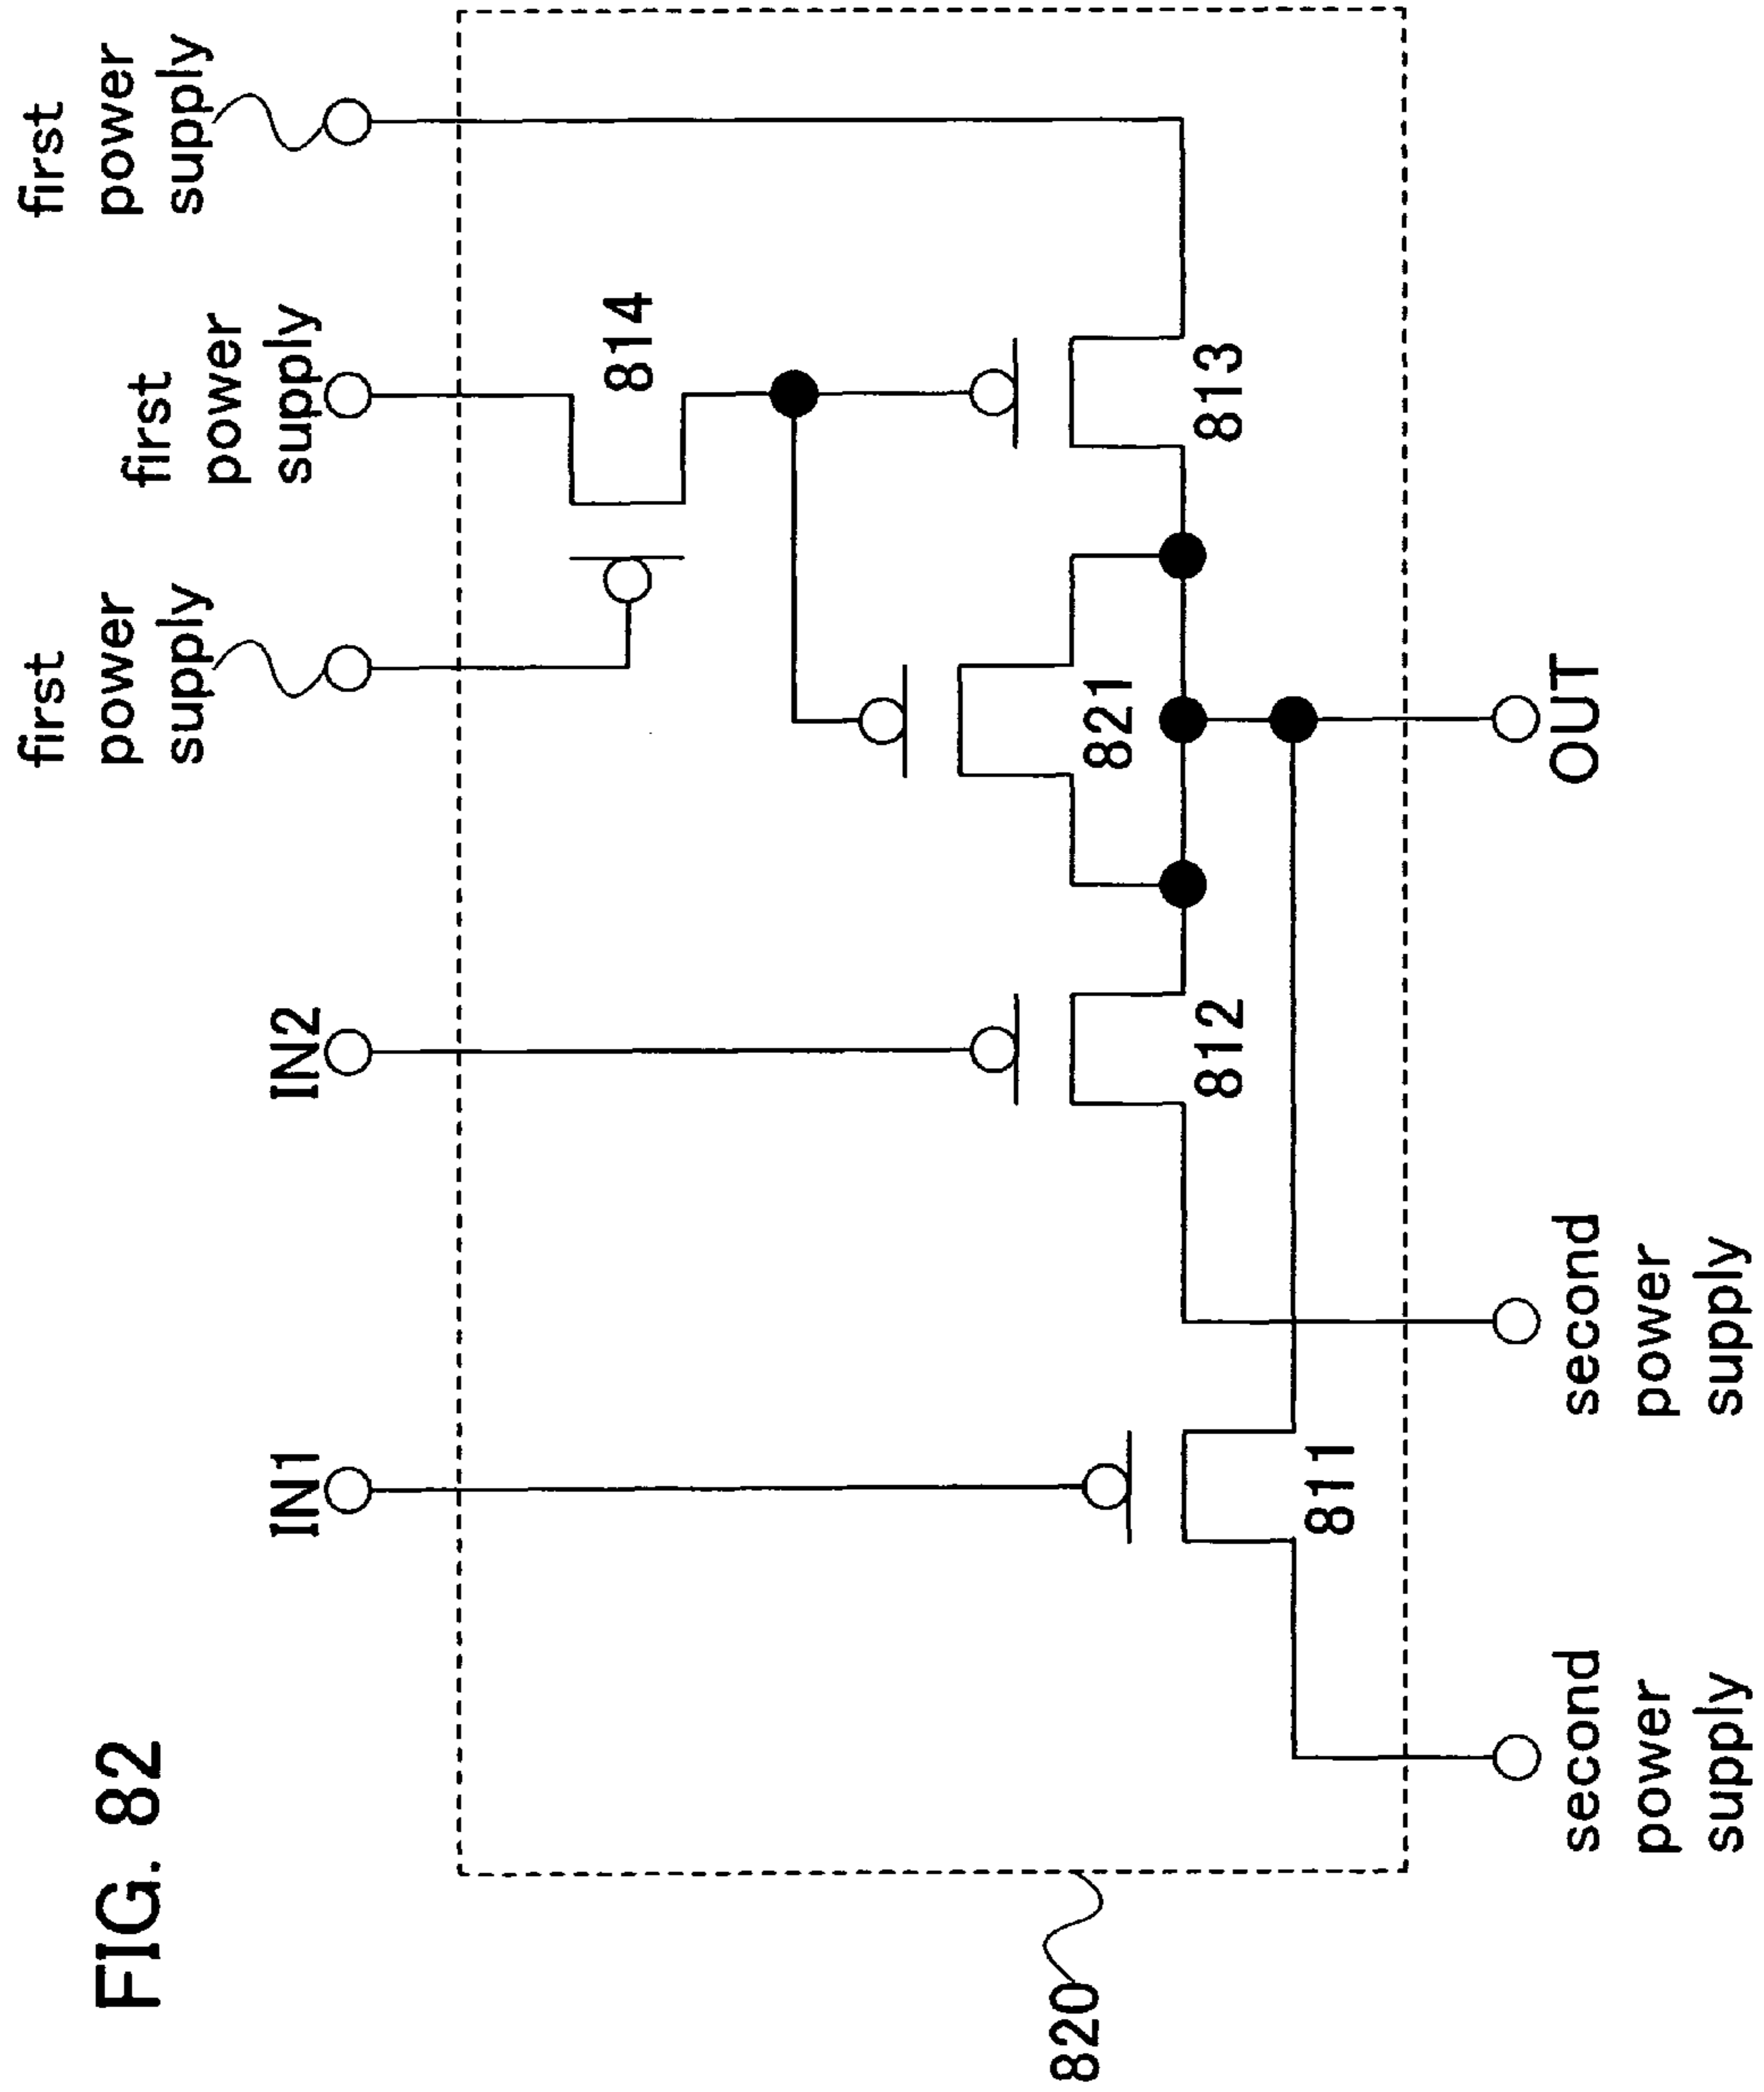 FIG. 82
820
IN1
IN2
first
power
supply
first
power
supply
first
power
supply
814
821
813
812
811
second
power
supply
second
power
supply
OUT